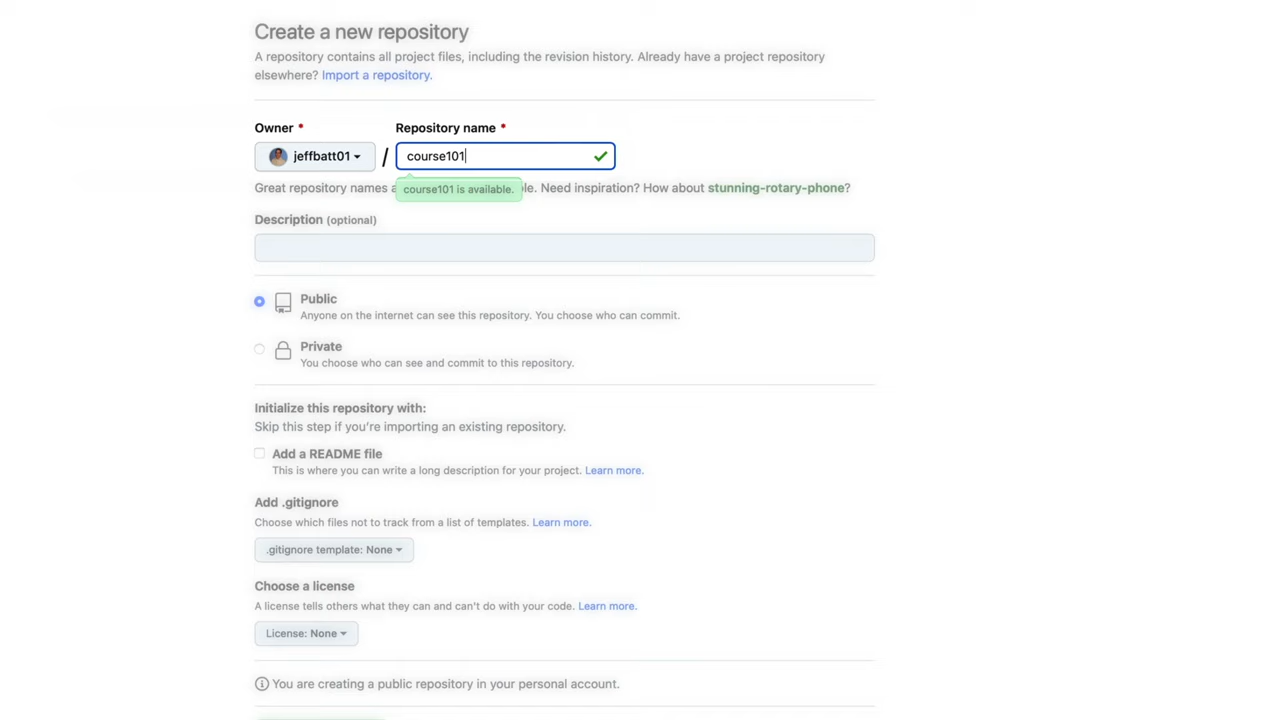 Create a new repository
A repository contains all project files, including the revision history. Already have a project repository
elsewhere? Import a repository.
Owner * Repository name *
jeffbatt01 / course101
Great repository names a le. Need inspiration? How about stunning-rotary-phone?
course101 is available.
Description (optional)
Public
Anyone on the internet can see this repository. You choose who can commit.
Private
You choose who can see and commit to this repository.
Initialize this repository with:
Skip this step if you're importing an existing repository.
Add a README file
This is where you can write a long description for your project. Learn more.
Add .gitignore
Choose which files not to track from a list of templates. Learn more.
.gitignore template: None
Choose a license
A license tells others what they can and can't do with your code. Learn more.
License: None
You are creating a public repository in your personal account.